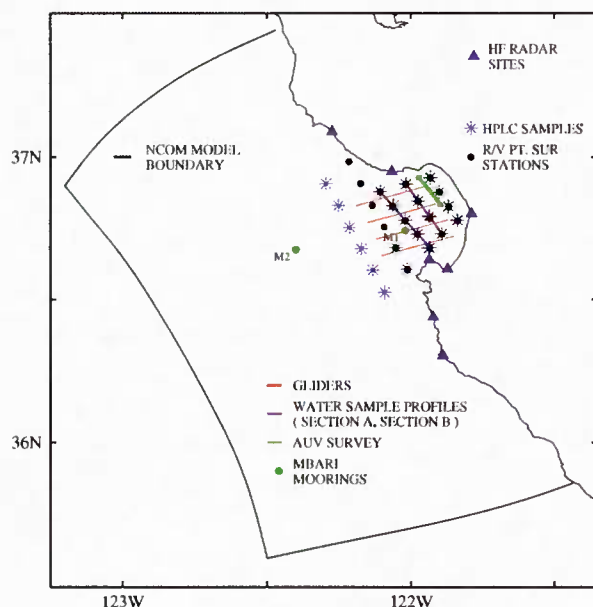 HF RADAR
SITES
HPLC SAMPLES
R/V PT. SUR
STATIONS
NCOM MODEL
BOUNDARY
37N
M1
M2
GLIDERS
WATER SAMPLE PROFILES
( SECTION A, SECTION B )
AUV SURVEY
MBARI
MOORINGS
36N
123W
122W